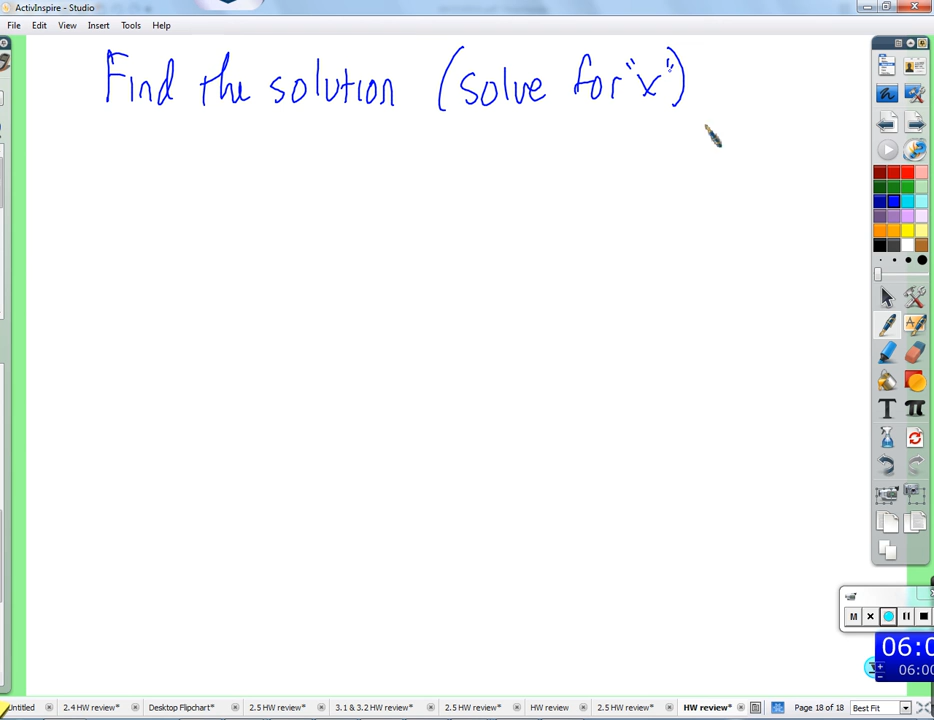 ActivInspire - Studio
File Edit View Insert Tools Help
Find the solution (solve for "x")
M
06:00
Untitled 2.4 HW review* Desktop Flipchart* 2.5 HW review* 3.1 & 3.2 HW review* 2.5 HW review* HW review 2.5 HW review* HW review* Page 18 of 18 Best Fit